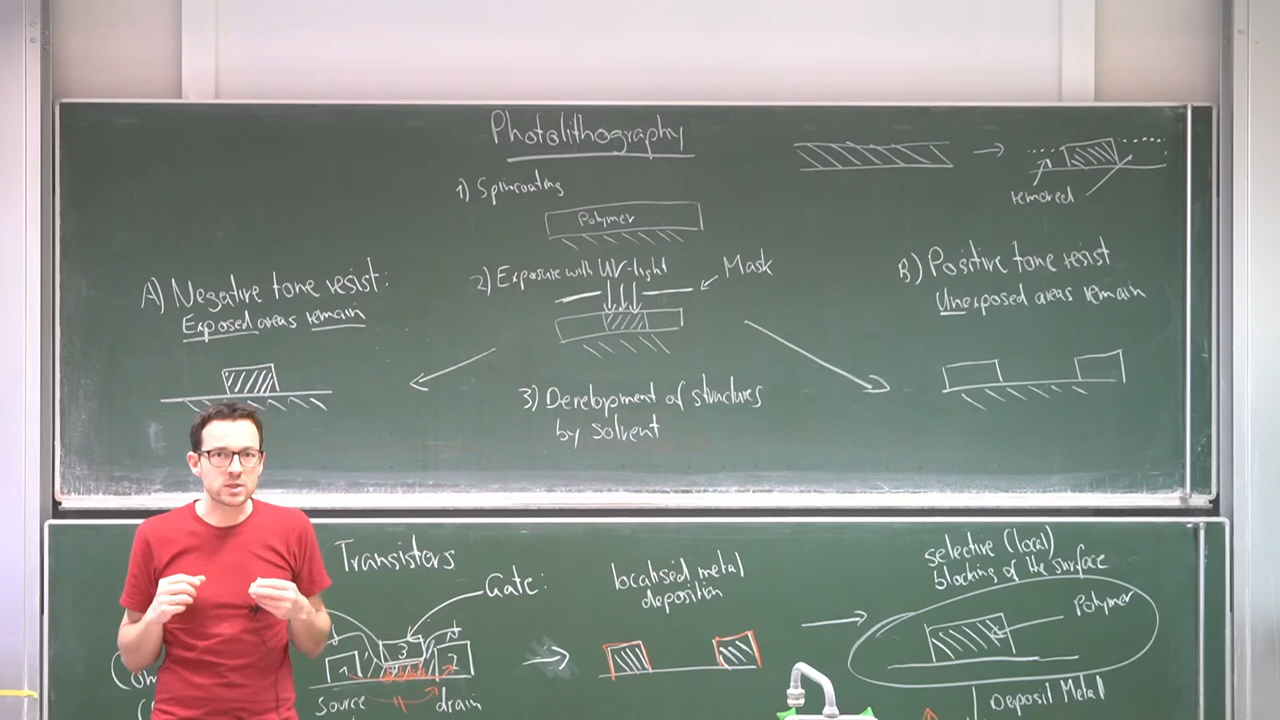 Photolithography
1) Spincoating
Polymer
removed
A) Negative tone resist:
Exposed areas remain
2) Exposure with UV-light
Mask
B) Positive tone resist
Unexposed areas remain
3) Development of structures
by solvent
Transistors
Gate:
1
3
2
source
drain
localised metal
deposition
selective (local)
blocking of the surface
Polymer
Deposit Metal